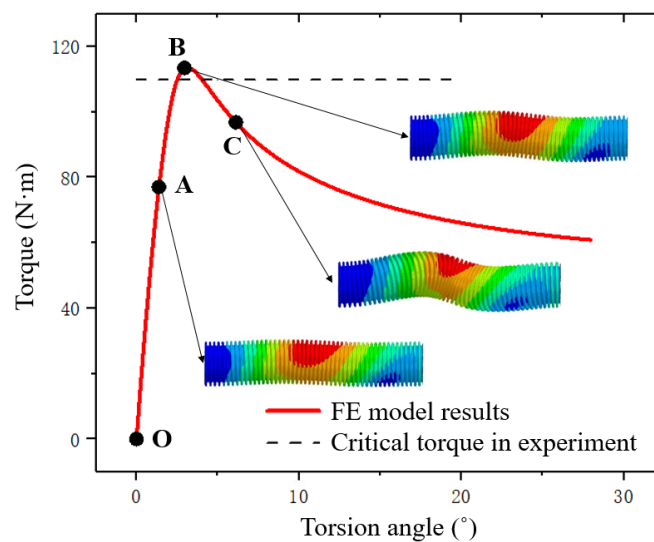 120
80
40
0
Torque (N·m)
B
A
C
O
FE model results
Critical torque in experiment
0
10
20
30
Torsion angle (°)